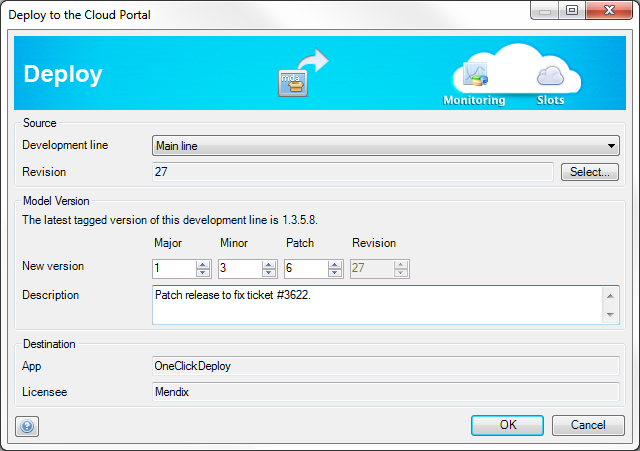 Deploy to the Cloud Portal
Deploy
mda
Monitoring Slots
Source
Development line Main line
Revision 27 Select...
Model Version
The latest tagged version of this development line is 1.3.5.8.
Major Minor Patch Revision
New version 1 3 6 27
Description Patch release to fix ticket #3622.
Destination
App OneClickDeploy
Licensee Mendix
? OK Cancel